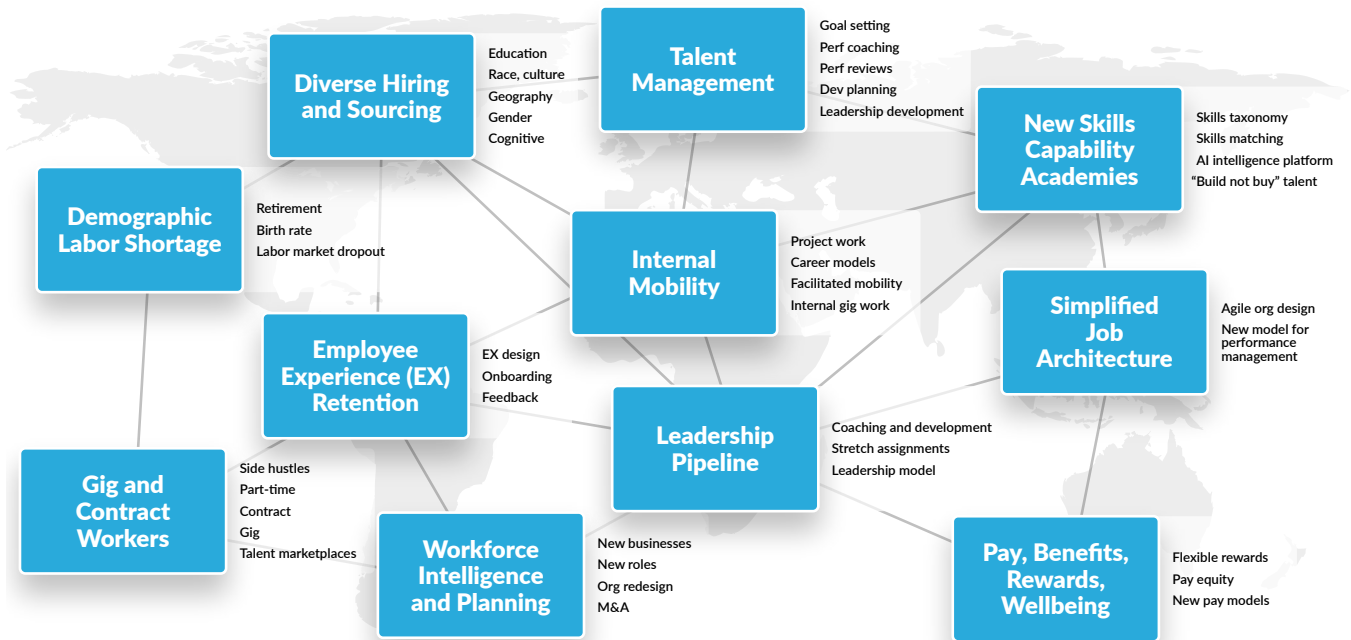 Diverse Hiring
and Sourcing
Education
Race, culture
Geography
Gender
Cognitive
Talent
Management
Goal setting
Perf coaching
Perf reviews
Dev planning
Leadership development
New Skills
Capability
Academies
Skills taxonomy
Skills matching
AI intelligence platform
“Build not buy” talent
Demographic
Labor Shortage
Retirement
Birth rate
Labor market dropout
Internal
Mobility
Project work
Career models
Facilitated mobility
Internal gig work
Simplified
Job
Architecture
Agile org design
New model for
performance
management
Employee
Experience (EX)
Retention
EX design
Onboarding
Feedback
Leadership
Pipeline
Coaching and development
Stretch assignments
Leadership model
Gig and
Contract
Workers
Side hustles
Part-time
Contract
Gig
Talent marketplaces
Workforce
Intelligence
and Planning
New businesses
New roles
Org redesign
M&A
Pay, Benefits,
Rewards,
Wellbeing
Flexible rewards
Pay equity
New pay models